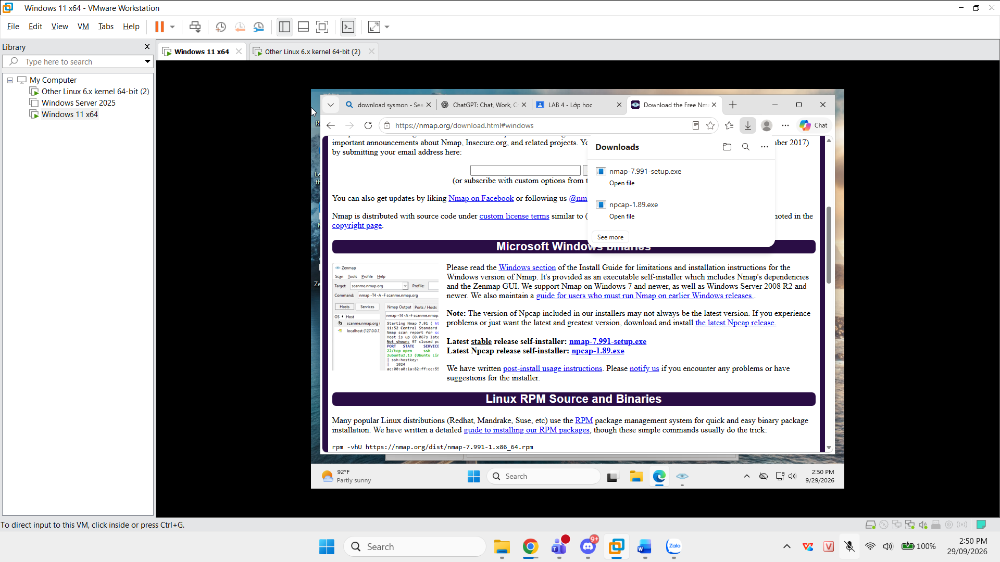 Windows 11 x64 - VMware Workstation
File Edit View VM Tabs Help
Library
Type here to search
My Computer
Other Linux 6.x kernel 64-bit (2)
Windows Server 2025
Windows 11 x64
Windows 11 x64
Other Linux 6.x kernel 64-bit (2)
download sysmon - Sea
ChatGPT: Chat, Work, C
LAB 4 - Lớp học
Download the Free Nma
https://nmap.org/download.html#windows
Chat
important announcements about Nmap, Insecure.org, and related projects. Yo
ber 2017)
by submitting your email address here:
(or subscribe with custom options from t
You can also get updates by liking Nmap on Facebook or following us @nm
Nmap is distributed with source code under custom license terms similar to (
noted in the
copyright page.
Downloads
nmap-7.991-setup.exe
Open file
npcap-1.89.exe
Open file
See more
Microsoft Windows binaries
Zenmap
Scan Tools Profile Help
Target: scanme.nmap.org Profile:
Command: nmap -T4 -A -F scanme.nmap.org
Hosts Services Nmap Output Ports / Hosts
OS Host
scanme.nmap.org (
localhost (127.0.0.1
nmap -T4 -A -F scanme.nmap.
Starting Nmap 7.91 ( ht
11:52 Central Standard
Nmap scan report for sc
Host is up (0.067s late
Not shown: 97 closed po
PORT STATE SERVICE
22/tcp open ssh
2ubuntu2.13 (Ubuntu Lir
| ssh-hostkey:
| 1024
ac:00:a0:1a:82:ff:cc:55
Please read the Windows section of the Install Guide for limitations and installation instructions for the
Windows version of Nmap. It's provided as an executable self-installer which includes Nmap's dependencies
and the Zenmap GUI. We support Nmap on Windows 7 and newer, as well as Windows Server 2008 R2 and
newer. We also maintain a guide for users who must run Nmap on earlier Windows releases..
Note: The version of Npcap included in our installers may not always be the latest version. If you experience
problems or just want the latest and greatest version, download and install the latest Npcap release.
Latest stable release self-installer: nmap-7.991-setup.exe
Latest Npcap release self-installer: npcap-1.89.exe
We have written post-install usage instructions. Please notify us if you encounter any problems or have
suggestions for the installer.
Linux RPM Source and Binaries
Many popular Linux distributions (Redhat, Mandrake, Suse, etc) use the RPM package management system for quick and easy binary package
installation. We have written a detailed guide to installing our RPM packages, though these simple commands usually do the trick:
rpm -vhU https://nmap.org/dist/nmap-7.991-1.x86_64.rpm
92°F
Partly sunny
Search
2:50 PM
9/29/2026
To direct input to this VM, click inside or press Ctrl+G.
Search
9+
Zalo
100%
2:50 PM
29/09/2026